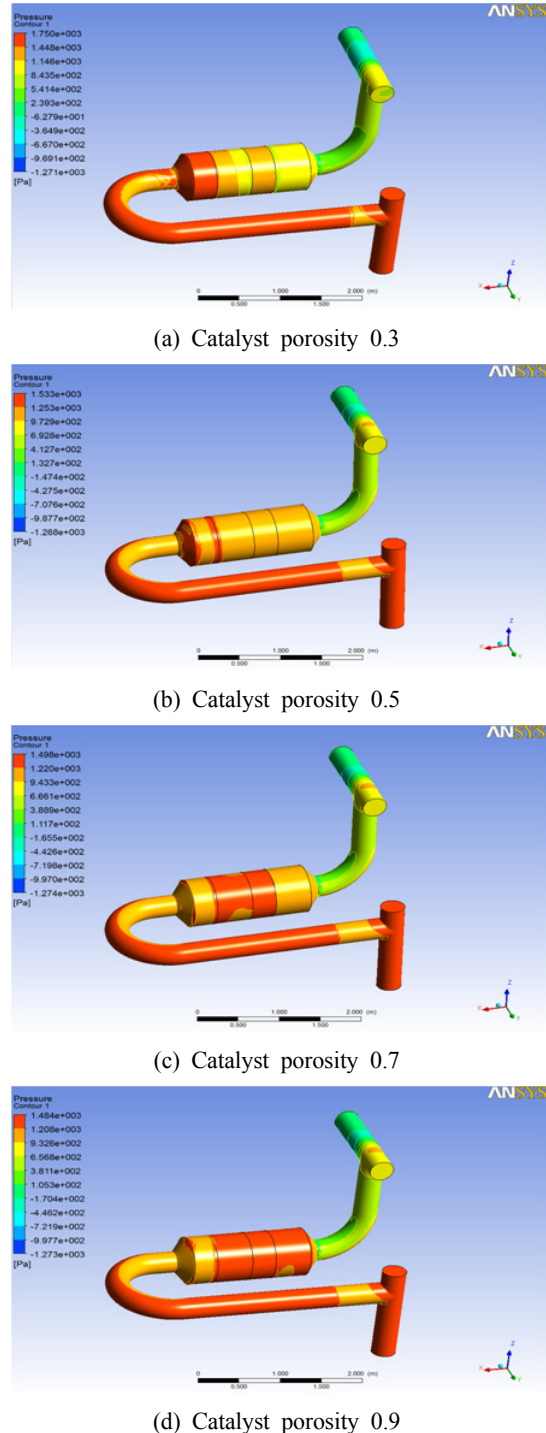 ANSYS
Pressure
Contour 1
1.750e+003
1.448e+003
1.146e+003
8.435e+002
5.414e+002
2.393e+002
-6.279e+001
-3.649e+002
-6.670e+002
-9.691e+002
-1.271e+003
[Pa]
Z
X
Y
0 1.000 2.000 (m)
0.500 1.500
(a) Catalyst porosity 0.3
ANSYS
Pressure
Contour 1
1.533e+003
1.253e+003
9.729e+002
6.928e+002
4.127e+002
1.327e+002
-1.474e+002
-4.275e+002
-7.076e+002
-9.877e+002
-1.268e+003
[Pa]
Z
X
Y
0 1.000 2.000 (m)
0.500 1.500
(b) Catalyst porosity 0.5
ANSYS
Pressure
Contour 1
1.498e+003
1.220e+003
9.433e+002
6.661e+002
3.889e+002
1.117e+002
-1.655e+002
-4.426e+002
-7.198e+002
-9.970e+002
-1.274e+003
[Pa]
Z
X
Y
0 1.000 2.000 (m)
0.500 1.500
(c) Catalyst porosity 0.7
ANSYS
Pressure
Contour 1
1.484e+003
1.208e+003
9.326e+002
6.568e+002
3.811e+002
1.053e+002
-1.704e+002
-4.462e+002
-7.219e+002
-9.977e+002
-1.273e+003
[Pa]
Z
X
Y
0 1.000 2.000 (m)
0.500 1.500
(d) Catalyst porosity 0.9